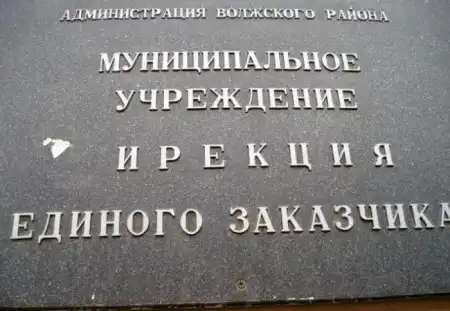 АДМИНИСТРАЦИЯ ВОЛЖСКОГО РАЙОНА
МУНИЦИПАЛЬНОЕ
УЧРЕЖДЕНИЕ
ИРЕКЦИЯ
ЕДИНОГО ЗАКАЗЧИКА